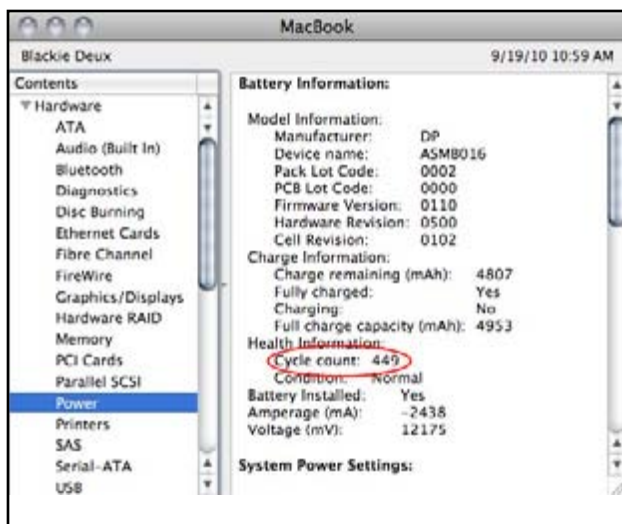 MacBook
Blackie Deux 9/19/10 10:59 AM
Contents
Hardware
ATA
Audio (Built In)
Bluetooth
Diagnostics
Disc Burning
Ethernet Cards
Fibre Channel
FireWire
Graphics/Displays
Hardware RAID
Memory
PCI Cards
Parallel SCSI
Power
Printers
SAS
Serial-ATA
USB
Battery Information:
Model Information:
Manufacturer: DP
Device name: ASMB016
Pack Lot Code: 0002
PCB Lot Code: 0000
Firmware Version: 0110
Hardware Revision: 0500
Cell Revision: 0102
Charge Information:
Charge remaining (mAh): 4807
Fully charged: Yes
Charging: No
Full charge capacity (mAh): 4953
Health Information:
Cycle count: 449
Condition: Normal
Battery Installed: Yes
Amperage (mA): -2438
Voltage (mV): 12175
System Power Settings: